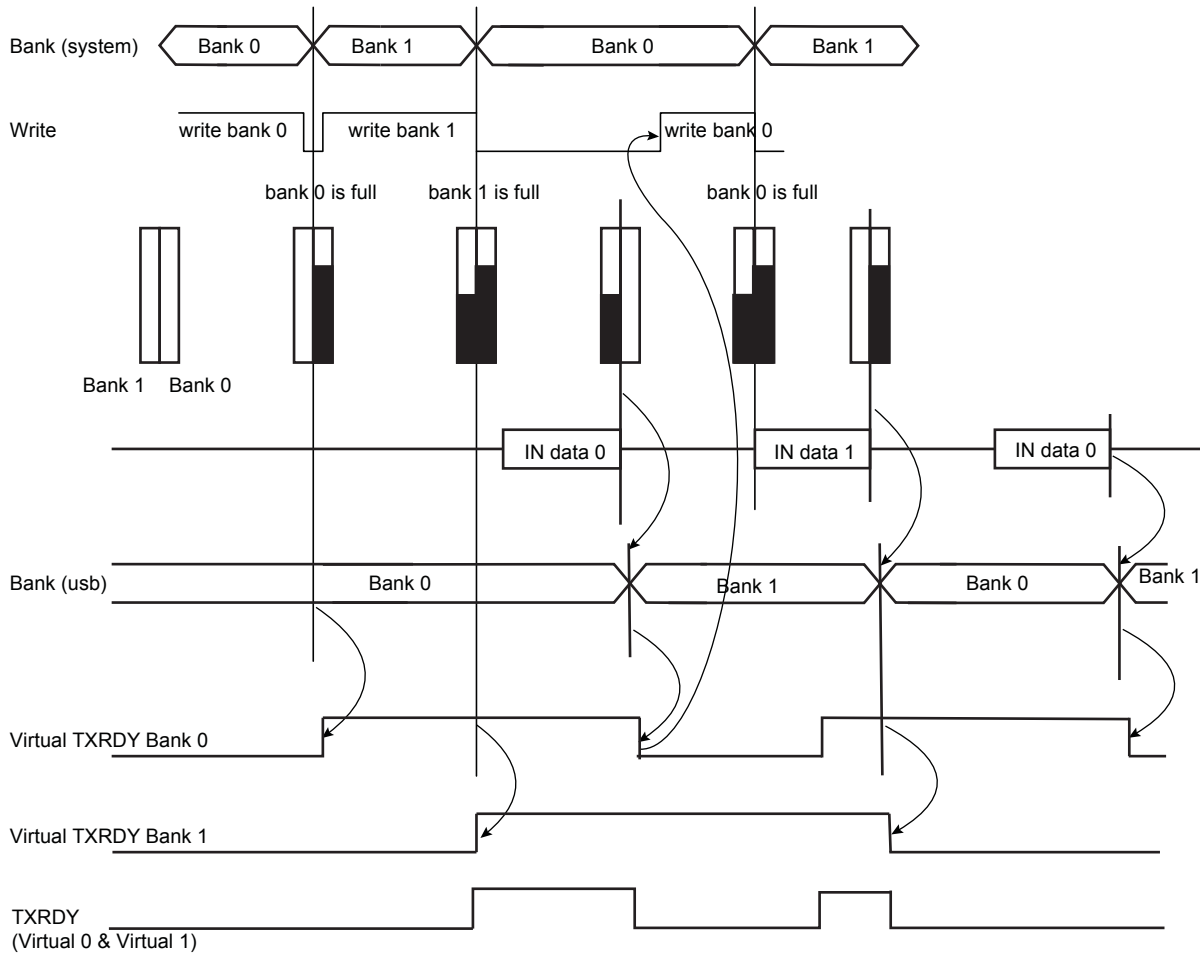 Bank (system)
Bank 0
Bank 1
Bank 0
Bank 1
Write
write bank 0
write bank 1
write bank 0
bank 0 is full
bank 1 is full
bank 0 is full
Bank 1
Bank 0
IN data 0
IN data 1
IN data 0
Bank (usb)
Bank 0
Bank 1
Bank 0
Bank 1
Virtual TXRDY Bank 0
Virtual TXRDY Bank 1
TXRDY
(Virtual 0 & Virtual 1)